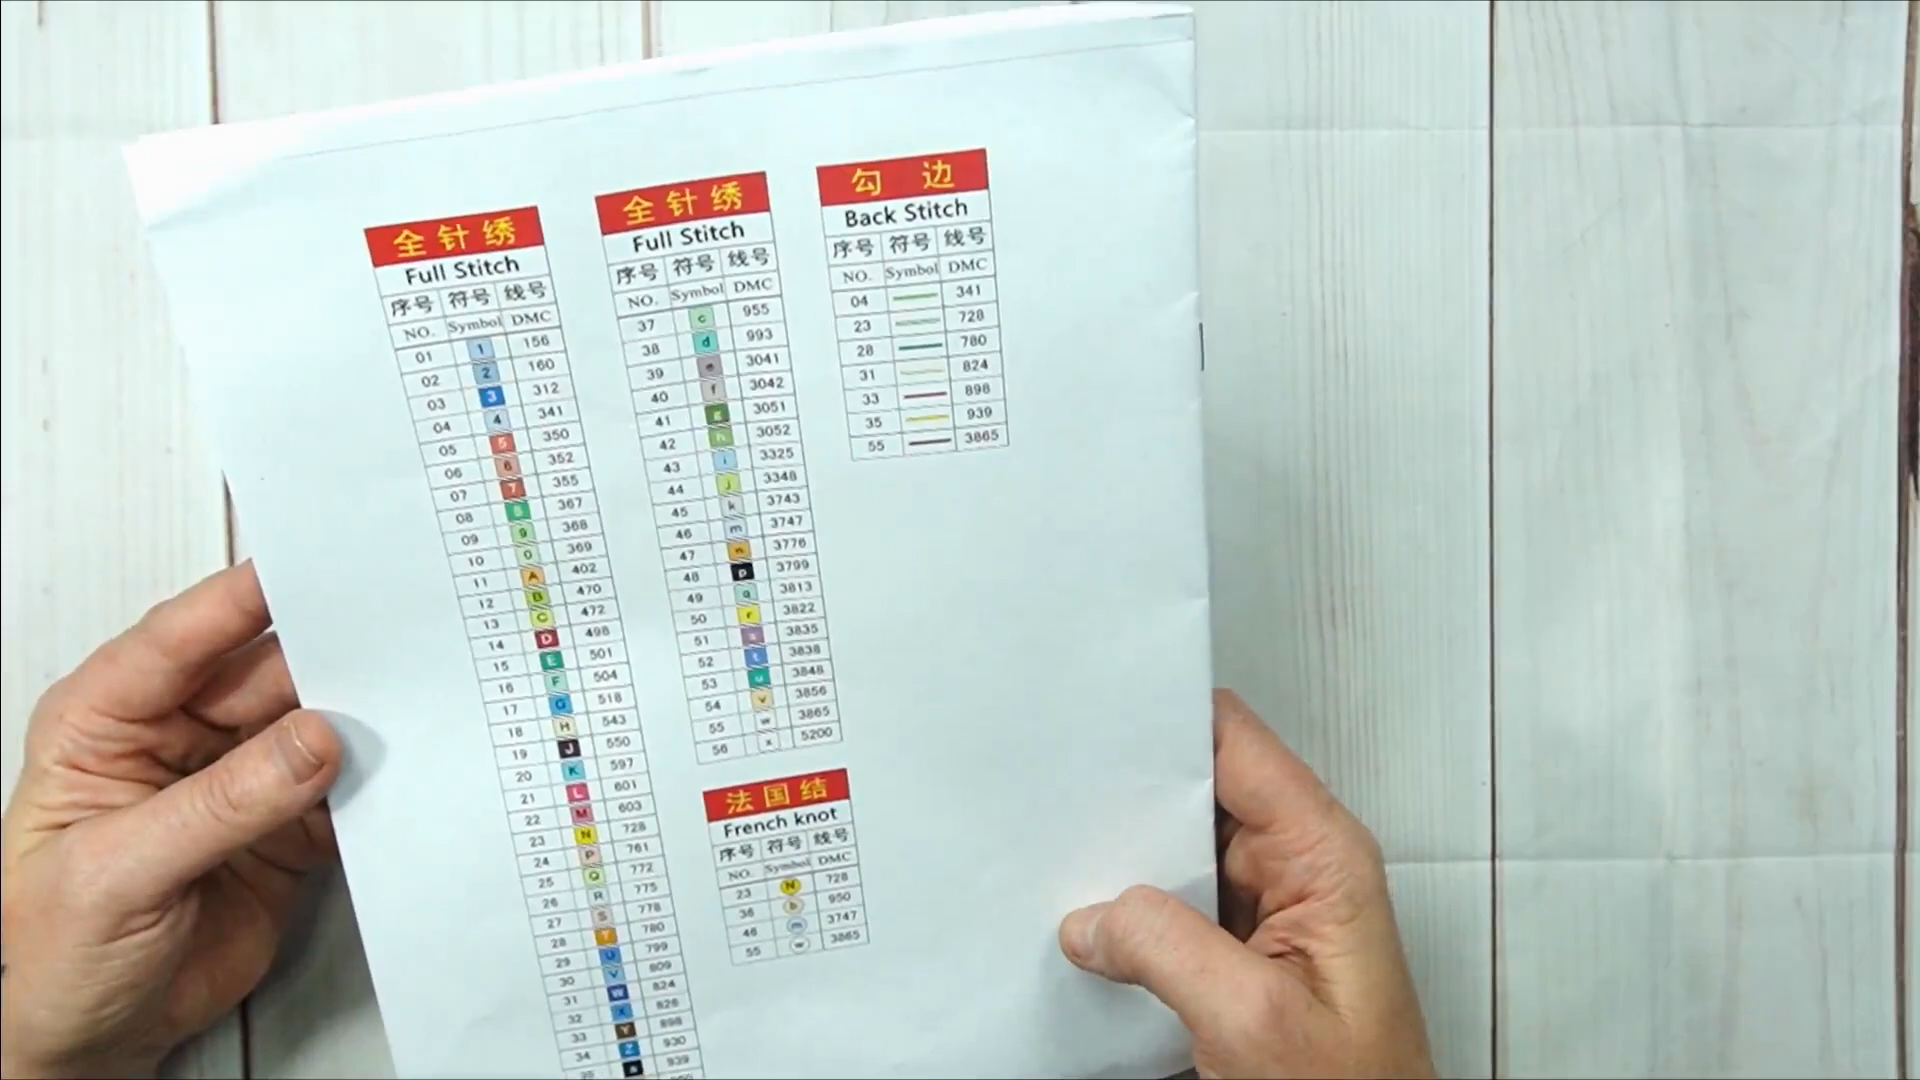 全针绣
Full Stitch
序号 符号 线号
NO. Symbol DMC
01 1 156
02 2 160
03 3 312
04 4 341
05 5 350
06 6 352
07 7 355
08 8 367
09 9 368
10 0 369
11 A 402
12 B 470
13 C 472
14 D 498
15 E 501
16 F 504
17 G 518
18 H 543
19 J 550
20 K 597
21 L 601
22 M 603
23 N 728
24 P 761
25 Q 772
26 R 775
27 S 778
28 T 780
29 U 799
30 V 809
31 W 824
32 X 826
33 Y 898
34 Z 930
35 a 939
全针绣
Full Stitch
序号 符号 线号
NO. Symbol DMC
37 c 955
38 d 993
39 e 3041
40 f 3042
41 g 3051
42 h 3052
43 i 3325
44 j 3348
45 k 3743
46 m 3747
47 n 3776
48 p 3799
49 q 3813
50 r 3822
51 s 3835
52 t 3838
53 u 3848
54 v 3856
55 w 3865
56 x 5200
法国结
French knot
序号 符号 线号
NO. Symbol DMC
23 N 728
36 b 950
46 m 3747
55 w 3865
勾 边
Back Stitch
序号 符号 线号
NO. Symbol DMC
04 341
23 728
28 780
31 824
33 898
35 939
55 3865